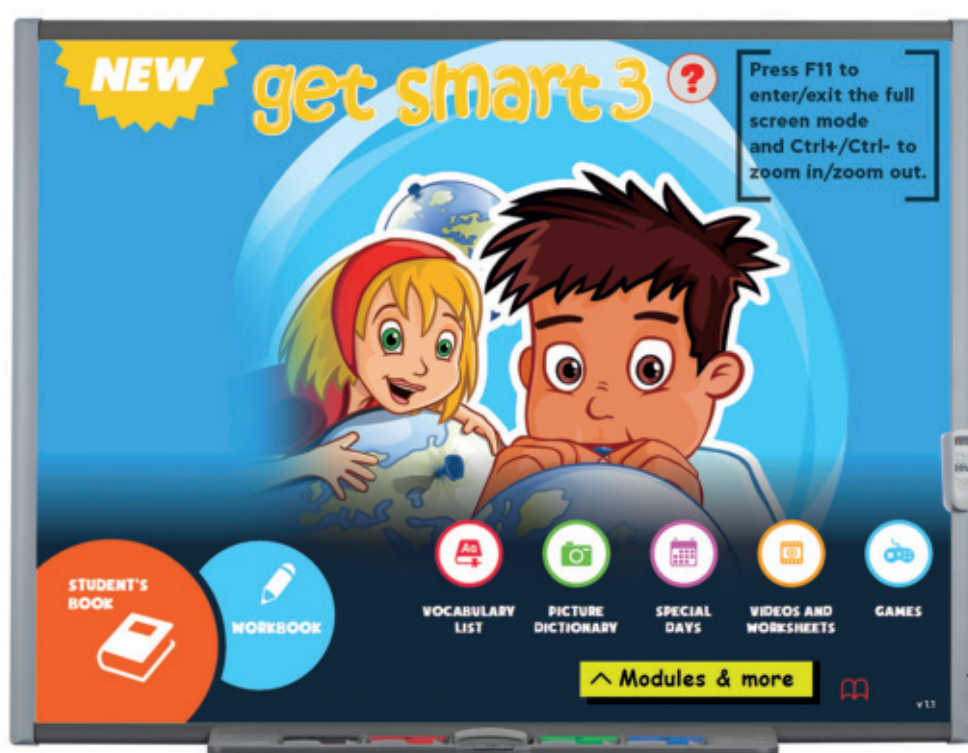 NEW
get smart 3 ?
Press F11 to
enter/exit the full
screen mode
and Ctrl+/Ctrl- to
zoom in/zoom out.
STUDENT'S
BOOK
WORKBOOK
Aa
VOCABULARY
LIST
PICTURE
DICTIONARY
SPECIAL
DAYS
VIDEOS AND
WORKSHEETS
GAMES
Modules & more
v 1.1